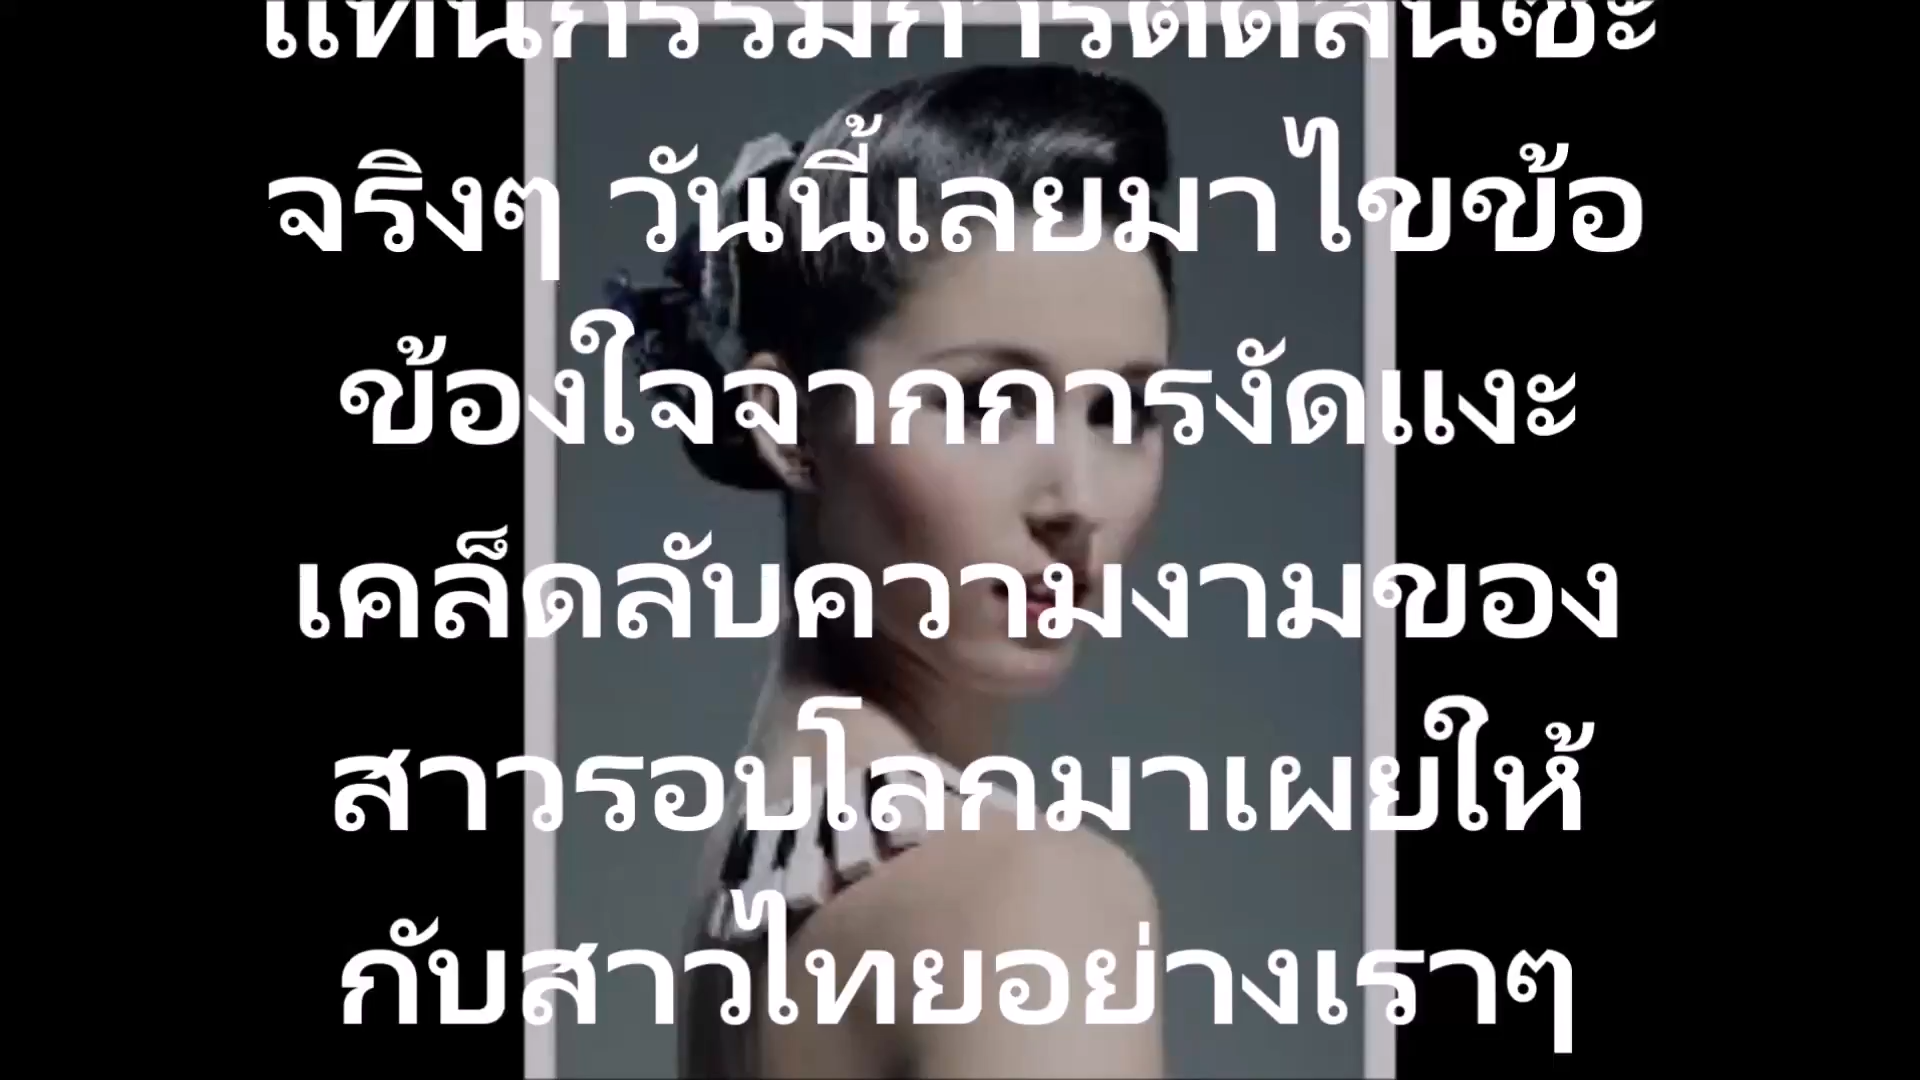 แทนกรรมการตัดสินซะ
จริงๆ วันนี้เลยมาไขข้อ
ข้องใจจากการงัดแงะ
เคล็ดลับความงามของ
สาวรอบโลกมาเผยให้
กับสาวไทยอย่างเราๆ